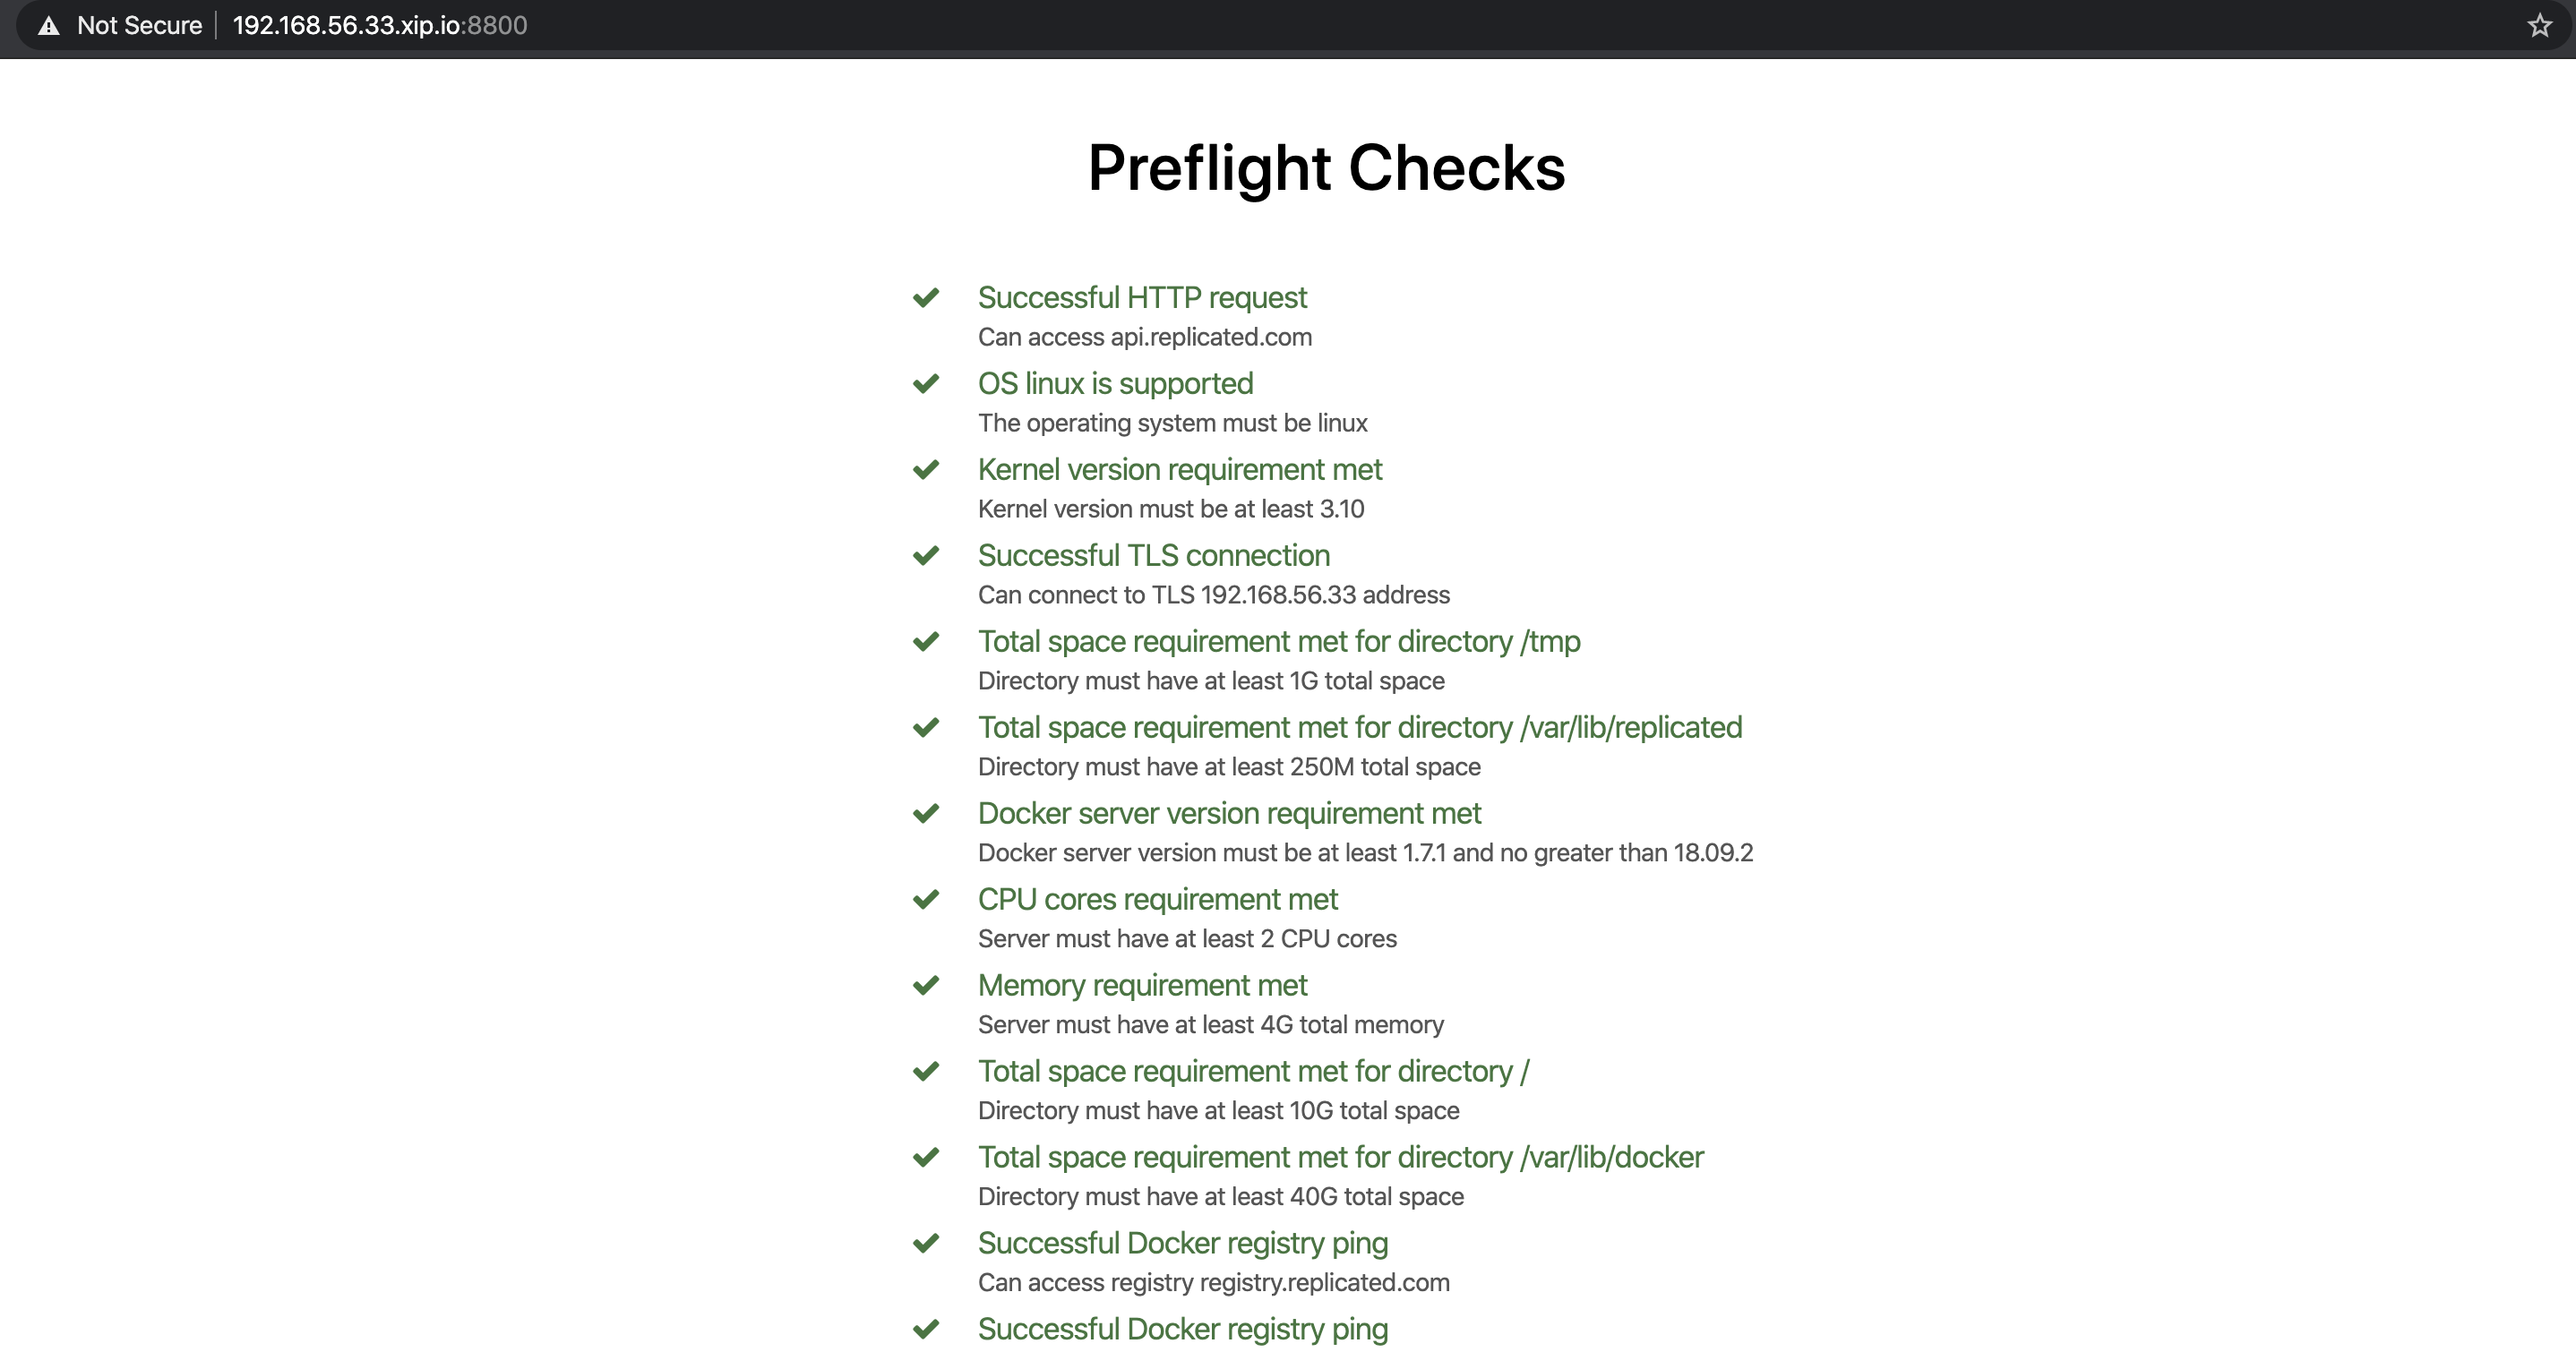 Not Secure 192.168.56.33.xip.io:8800
Preflight Checks
Successful HTTP request
Can access api.replicated.com
OS linux is supported
The operating system must be linux
Kernel version requirement met
Kernel version must be at least 3.10
Successful TLS connection
Can connect to TLS 192.168.56.33 address
Total space requirement met for directory /tmp
Directory must have at least 1G total space
Total space requirement met for directory /var/lib/replicated
Directory must have at least 250M total space
Docker server version requirement met
Docker server version must be at least 1.7.1 and no greater than 18.09.2
CPU cores requirement met
Server must have at least 2 CPU cores
Memory requirement met
Server must have at least 4G total memory
Total space requirement met for directory /
Directory must have at least 10G total space
Total space requirement met for directory /var/lib/docker
Directory must have at least 40G total space
Successful Docker registry ping
Can access registry registry.replicated.com
Successful Docker registry ping